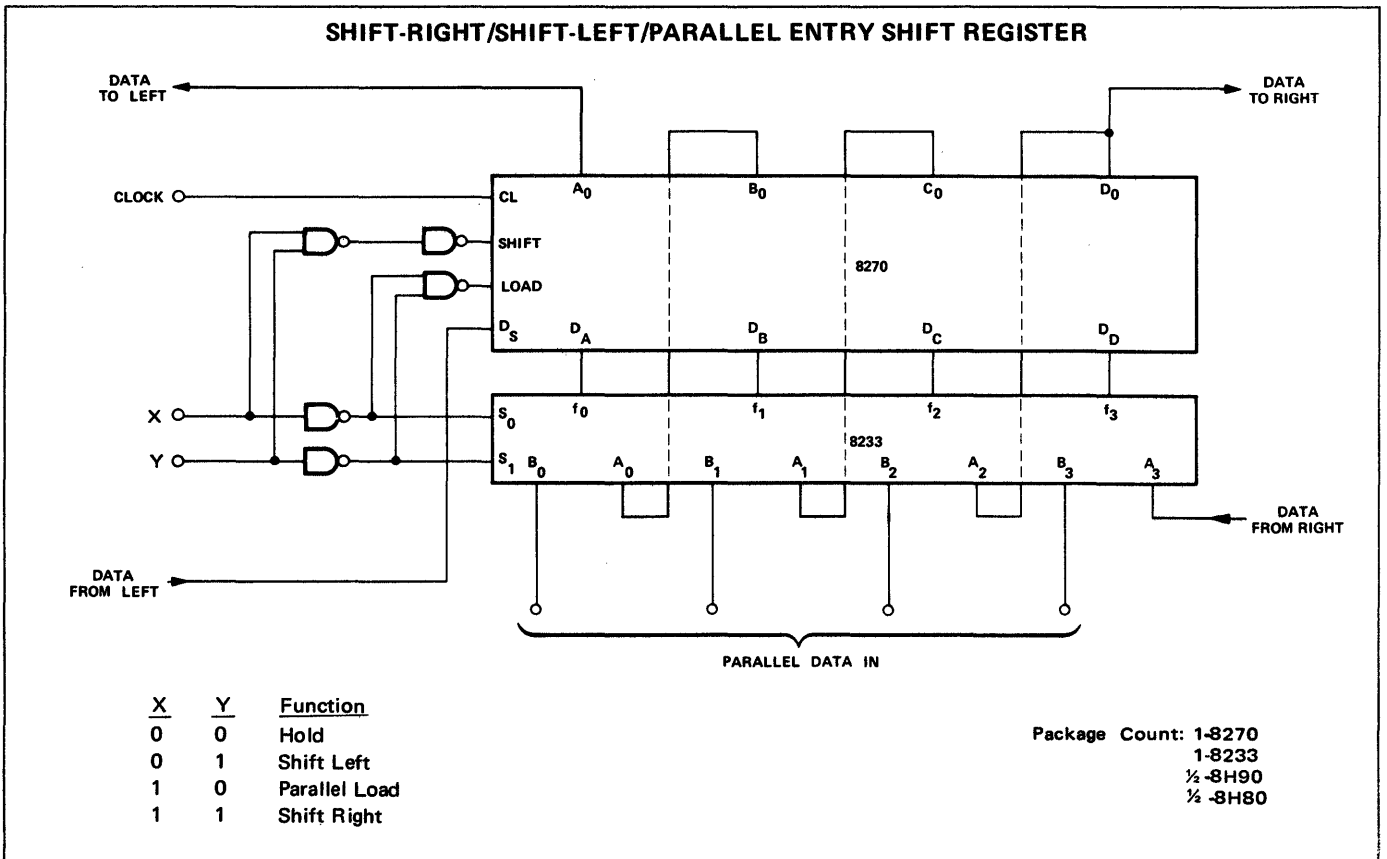 SHIFT-RIGHT/SHIFT-LEFT/PARALLEL ENTRY SHIFT REGISTER
DATA
TO LEFT
DATA
TO RIGHT
A0 B0 C0 D0
CLOCK CL
SHIFT
8270
LOAD
DS DA DB DC DD
X S0 f0 f1 f2 f3
8233
Y S1 B0 A0 B1 A1 B2 A2 B3 A3
DATA
FROM RIGHT
DATA
FROM LEFT
PARALLEL DATA IN
X Y Function
0 0 Hold
0 1 Shift Left
1 0 Parallel Load
1 1 Shift Right
Package Count: 1-8270
1-8233
½-8H90
½-8H80